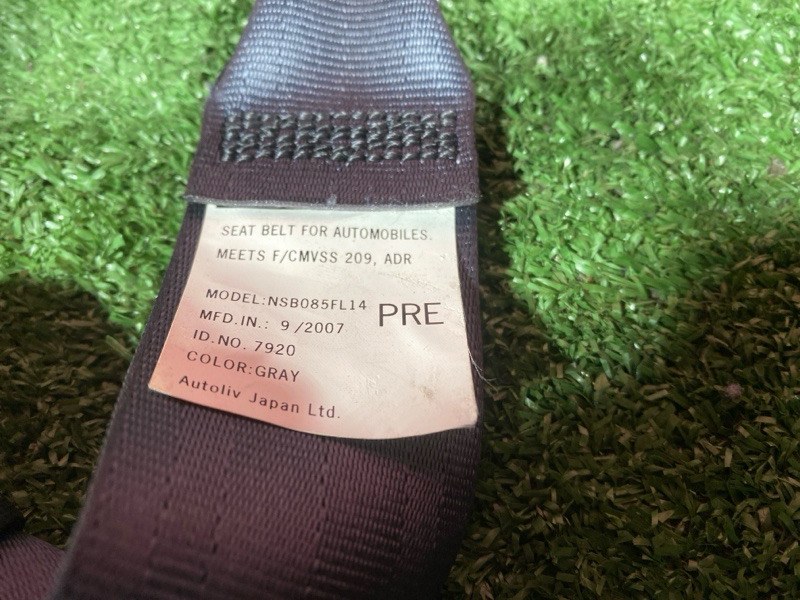 SEAT BELT FOR AUTOMOBILES.
MEETS F/CMVSS 209, ADR
MODEL:NSB085FL14
PRE
MFD.IN.: 9/2007
ID.NO. 7920
COLOR:GRAY
Autoliv Japan Ltd.